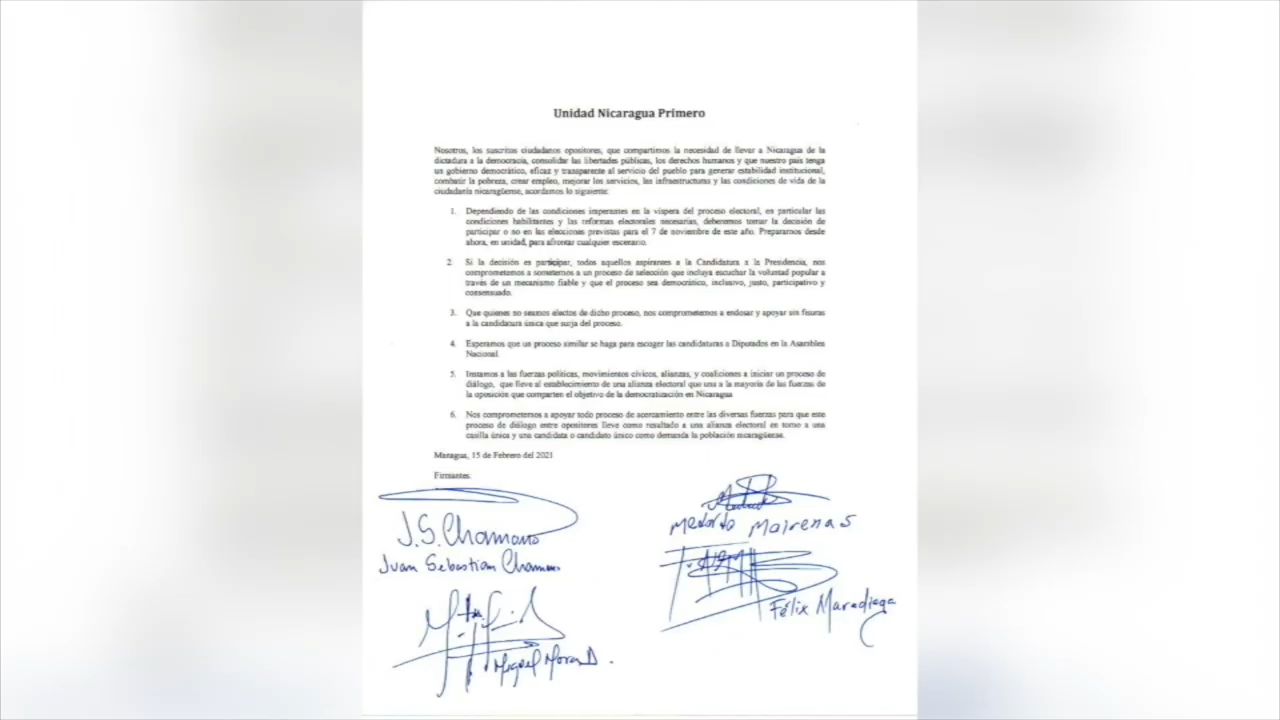 Unidad Nicaragua Primero
Nosotros, los suscritos ciudadanos opositores, que compartimos la necesidad de llevar a Nicaragua de la
dictadura a la democracia, consolidar las libertades públicas, los derechos humanos y que nuestro país tenga
un gobierno democrático, eficaz y transparente al servicio del pueblo para generar estabilidad institucional,
combatir la pobreza, crear empleo, mejorar los servicios, las infraestructuras y las condiciones de vida de la
ciudadanía nicaragüense, acordamos lo siguiente:
1. Dependiendo de las condiciones imperantes en la víspera del proceso electoral, en particular las
condiciones habilitantes y las reformas electorales necesarias, deberemos tomar la decisión de
participar o no en las elecciones previstas para el 7 de noviembre de este año. Prepararnos desde
ahora, en unidad, para afrontar cualquier escenario.
2. Si la decisión es participar, todos aquellos aspirantes a la Candidatura a la Presidencia, nos
comprometemos a someternos a un proceso de selección que incluya escuchar la voluntad popular a
través de un mecanismo fiable y que el proceso sea democrático, inclusivo, justo, participativo y
consensuado.
3. Que quienes no seamos electos de dicho proceso, nos comprometemos a endosar y apoyar sin fisuras
a la candidatura única que surja del proceso.
4. Esperamos que un proceso similar se haga para escoger las candidaturas a Diputados en la Asamblea
Nacional.
5. Instamos a las fuerzas políticas, movimientos cívicos, alianzas, y coaliciones a iniciar un proceso de
diálogo, que lleve al establecimiento de una alianza electoral que una a la mayoría de las fuerzas de
la oposición que comparten el objetivo de la democratización en Nicaragua
6. Nos comprometemos a apoyar todo proceso de acercamiento entre las diversas fuerzas para que este
proceso de diálogo entre opositores lleve como resultado a una alianza electoral en torno a una
casilla única y una candidata o candidato único como demanda la población nicaragüense.
Managua, 15 de Febrero del 2021
Firmantes:
J.S. Chamorro
Juan Sebastian Chamorro
Medardo Mairenas
Félix Maradiaga
Miguel Mora D.